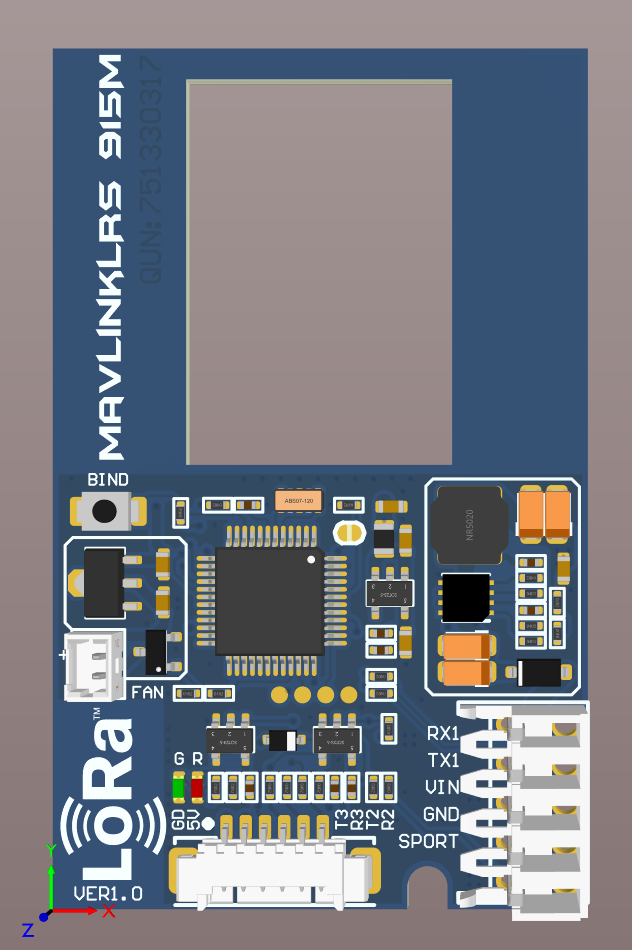 MAVLINKLRS 915M
QUN:751330317
BIND
ABS07-120
NR5020
FAN
LoRa™
G R
GD
5V
T3
R3
T2
R2
RX1
TX1
VIN
GND
SPORT
VER1.0
Y
X
Z